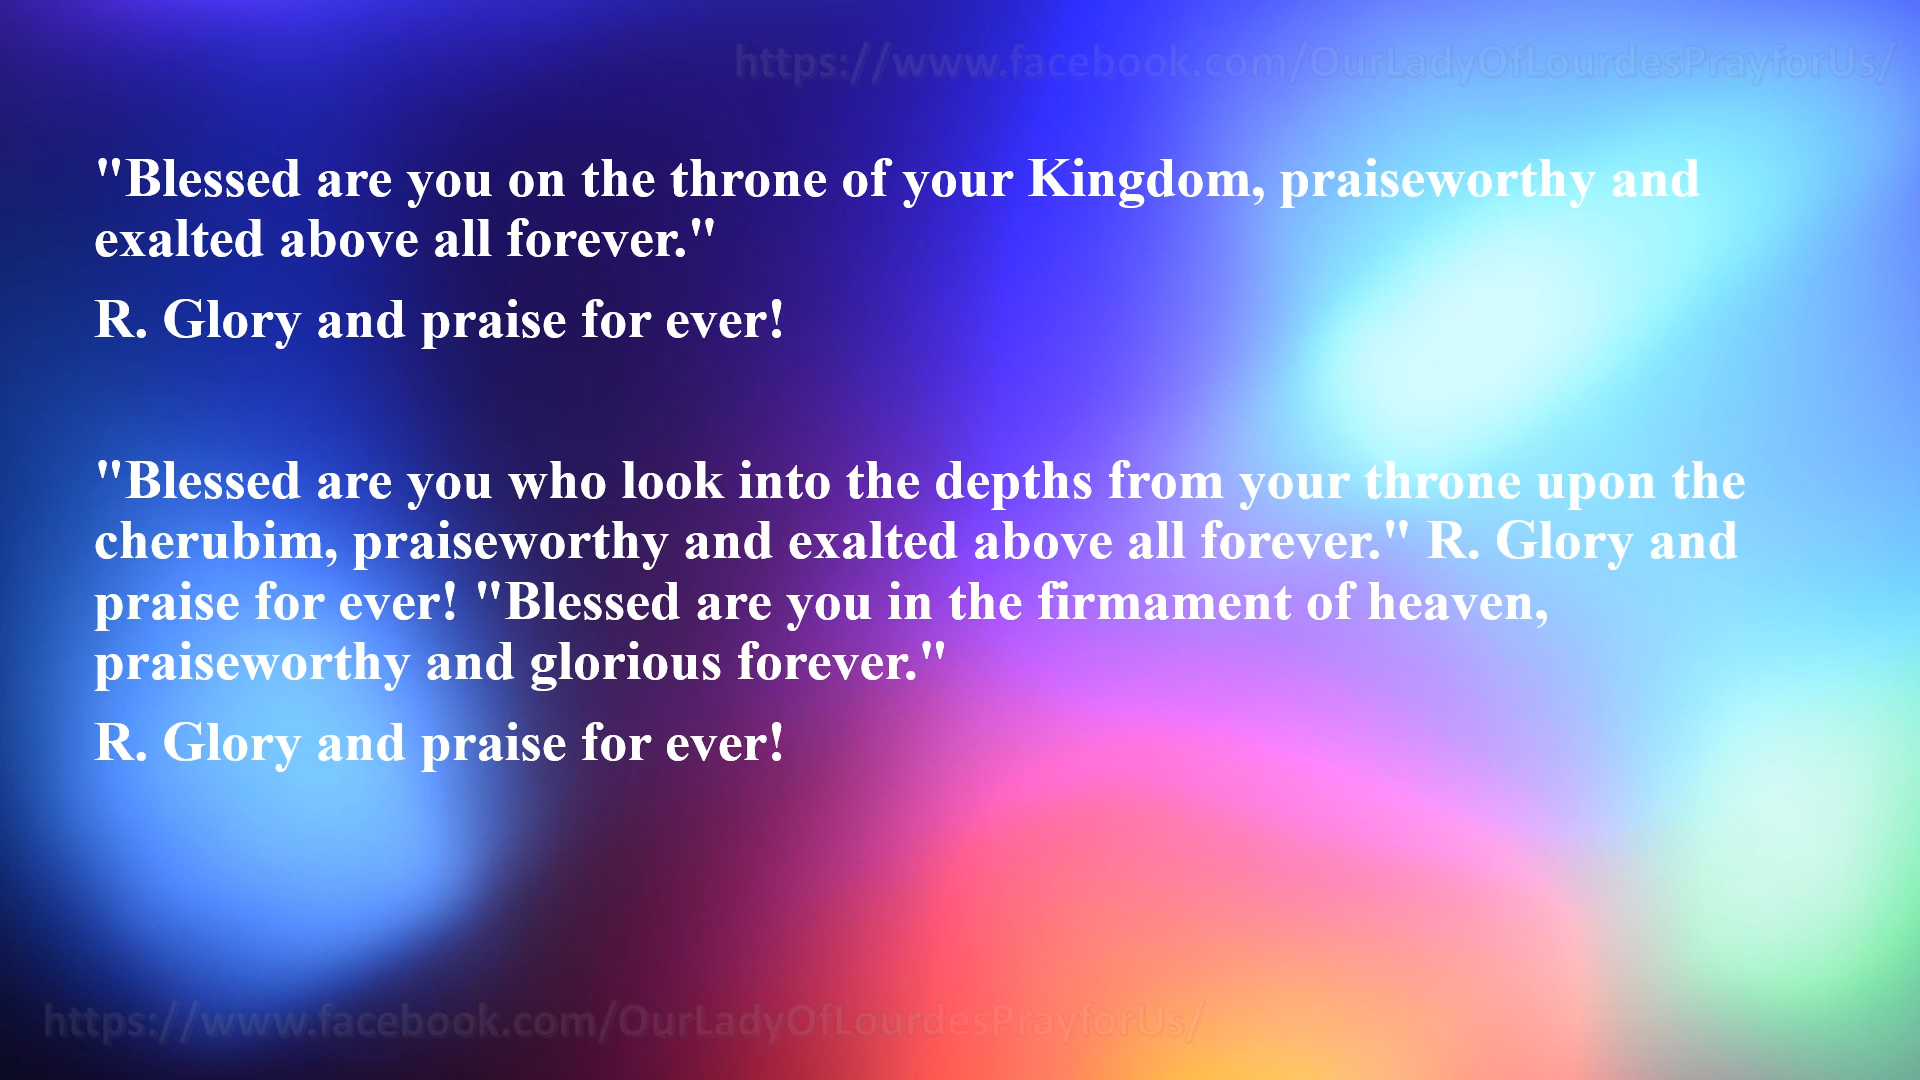 https://www.facebook.com/OurLadyOfLourdesPrayforUs/
"Blessed are you on the throne of your Kingdom, praiseworthy and
exalted above all forever."
R. Glory and praise for ever!
"Blessed are you who look into the depths from your throne upon the
cherubim, praiseworthy and exalted above all forever." R. Glory and
praise for ever! "Blessed are you in the firmament of heaven,
praiseworthy and glorious forever."
R. Glory and praise for ever!
https://www.facebook.com/OurLadyOfLourdesPrayforUs/